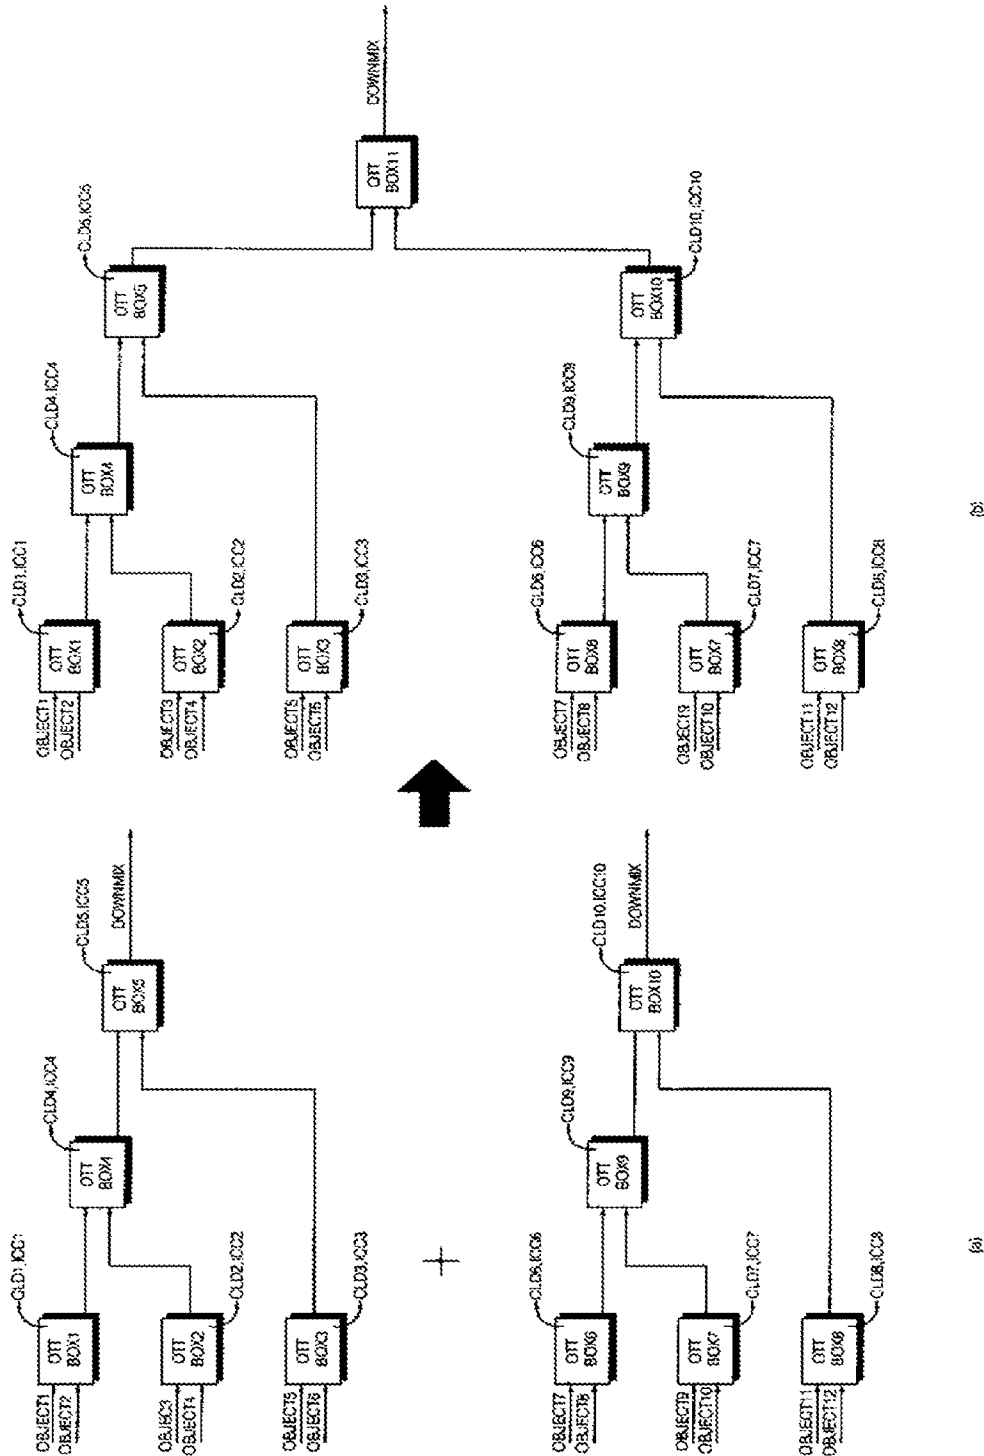 OBJECT1
OBJECT2
OTT
BOX1
CLD1,ICC1
OBJEC3
OBJECT4
OTT
BOX2
CLD2,ICC2
OBJECT5
OBJECT6
OTT
BOX3
CLD3,ICC3
OTT
BOX4
CLD4,ICC4
OTT
BOX5
CLD5,ICC5
DOWNMIX
OBJECT7
OBJECT8
OTT
BOX6
CLD6,ICC6
OBJECT9
OBJECT10
OTT
BOX7
CLD7,ICC7
OBJECT11
OBJECT12
OTT
BOX8
CLD8,ICC8
OTT
BOX9
CLD9,ICC9
OTT
BOX10
CLD10,ICC10
DOWNMIX
(a)
OBJECT1
OBJECT2
OTT
BOX1
CLD1,ICC1
OBJECT3
OBJECT4
OTT
BOX2
CLD2,ICC2
OBJECT5
OBJECT6
OTT
BOX3
CLD3,ICC3
OTT
BOX4
CLD4,ICC4
OTT
BOX5
CLD5,ICC5
OBJECT7
OBJECT8
OTT
BOX6
CLD6,ICC6
OBJECT9
OBJECT10
OTT
BOX7
CLD7,ICC7
OBJECT11
OBJECT12
OTT
BOX8
CLD8,ICC8
OTT
BOX9
CLD9,ICC9
OTT
BOX10
CLD10,ICC10
OTT
BOX11
DOWNMIX
(b)